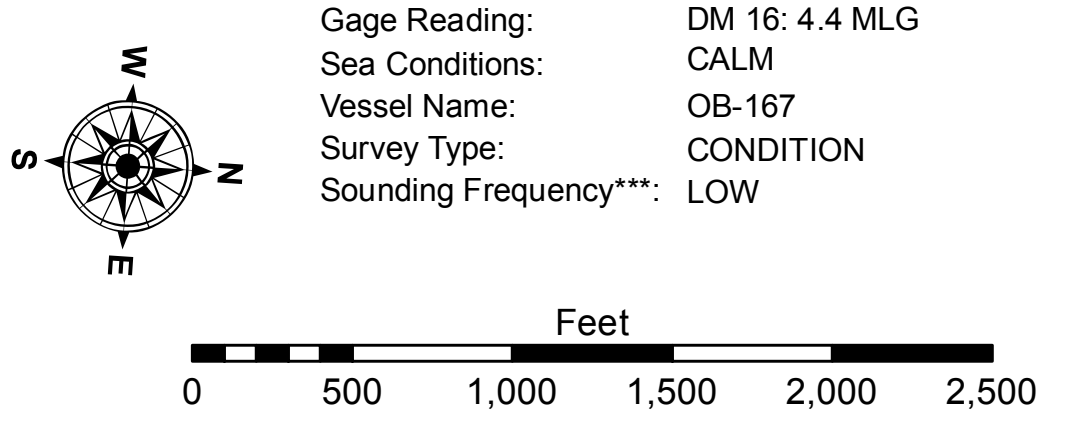 Gage Reading: DM 16: 4.4 MLG
Sea Conditions: CALM
Vessel Name: OB-167
Survey Type: CONDITION
Sounding Frequency***: LOW
W
S N
E
Feet
0 500 1,000 1,500 2,000 2,500